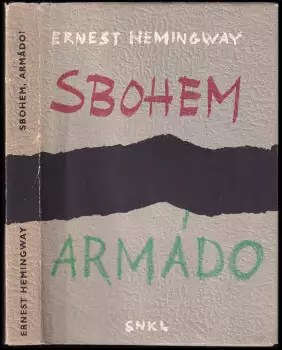 ERNEST HEMINGWAY
SBOHEM
ARMÁDO
SNKL
ERNEST HEMINGWAY SBOHEM, ARMÁDO!